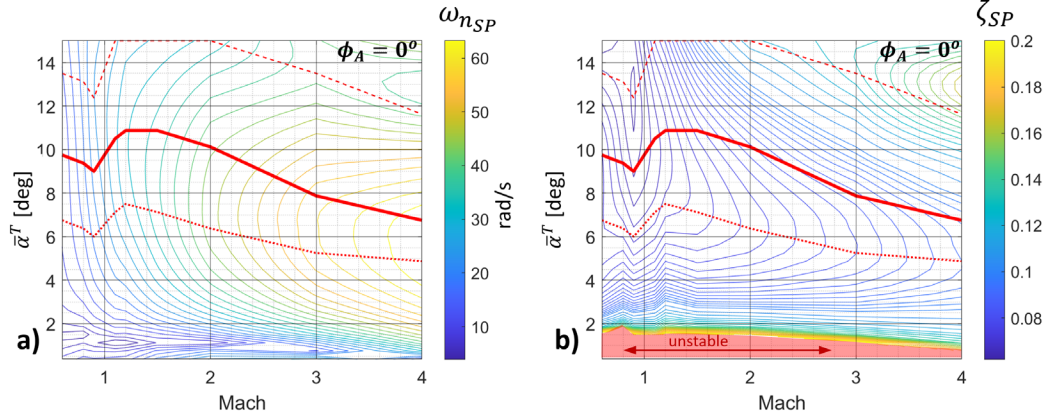 ω_{n_{SP}}
ϕ_A = 0^o
14
12
10
8
6
4
2
1
2
3
4
ᾱ^T [deg]
Mach
60
50
40
30
20
10
rad/s
a)
ζ_{SP}
ϕ_A = 0^o
14
12
10
8
6
4
2
1
2
3
4
ᾱ^T [deg]
Mach
0.2
0.18
0.16
0.14
0.12
0.1
0.08
unstable
b)